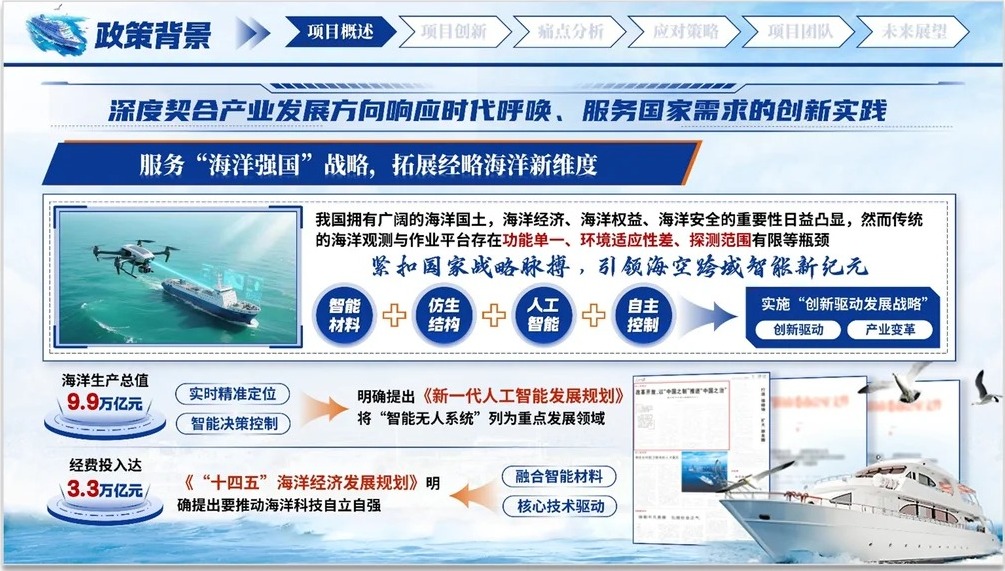 政策背景
项目概述
项目创新
痛点分析
应对策略
项目团队
未来展望
深度契合产业发展方向响应时代呼唤、服务国家需求的创新实践
服务“海洋强国”战略，拓展经略海洋新维度
我国拥有广阔的海洋国土，海洋经济、海洋权益、海洋安全的重要性日益凸显，然而传统
的海洋观测与作业平台存在功能单一、环境适应性差、探测范围有限等瓶颈
紧扣国家战略脉搏，引领海空跨域智能新纪元
智能
材料
仿生
结构
人工
智能
自主
控制
实施“创新驱动发展战略”
创新驱动
产业变革
海洋生产总值
9.9万亿元
实时精准定位
智能决策控制
明确提出《新一代人工智能发展规划》
将“智能无人系统”列为重点发展领域
经费投入达
3.3万亿元
《“十四五”海洋经济发展规划》明
确提出要推动海洋科技自立自强
融合智能材料
核心技术驱动
改革开放，以“中国之制”推进“中国之治”